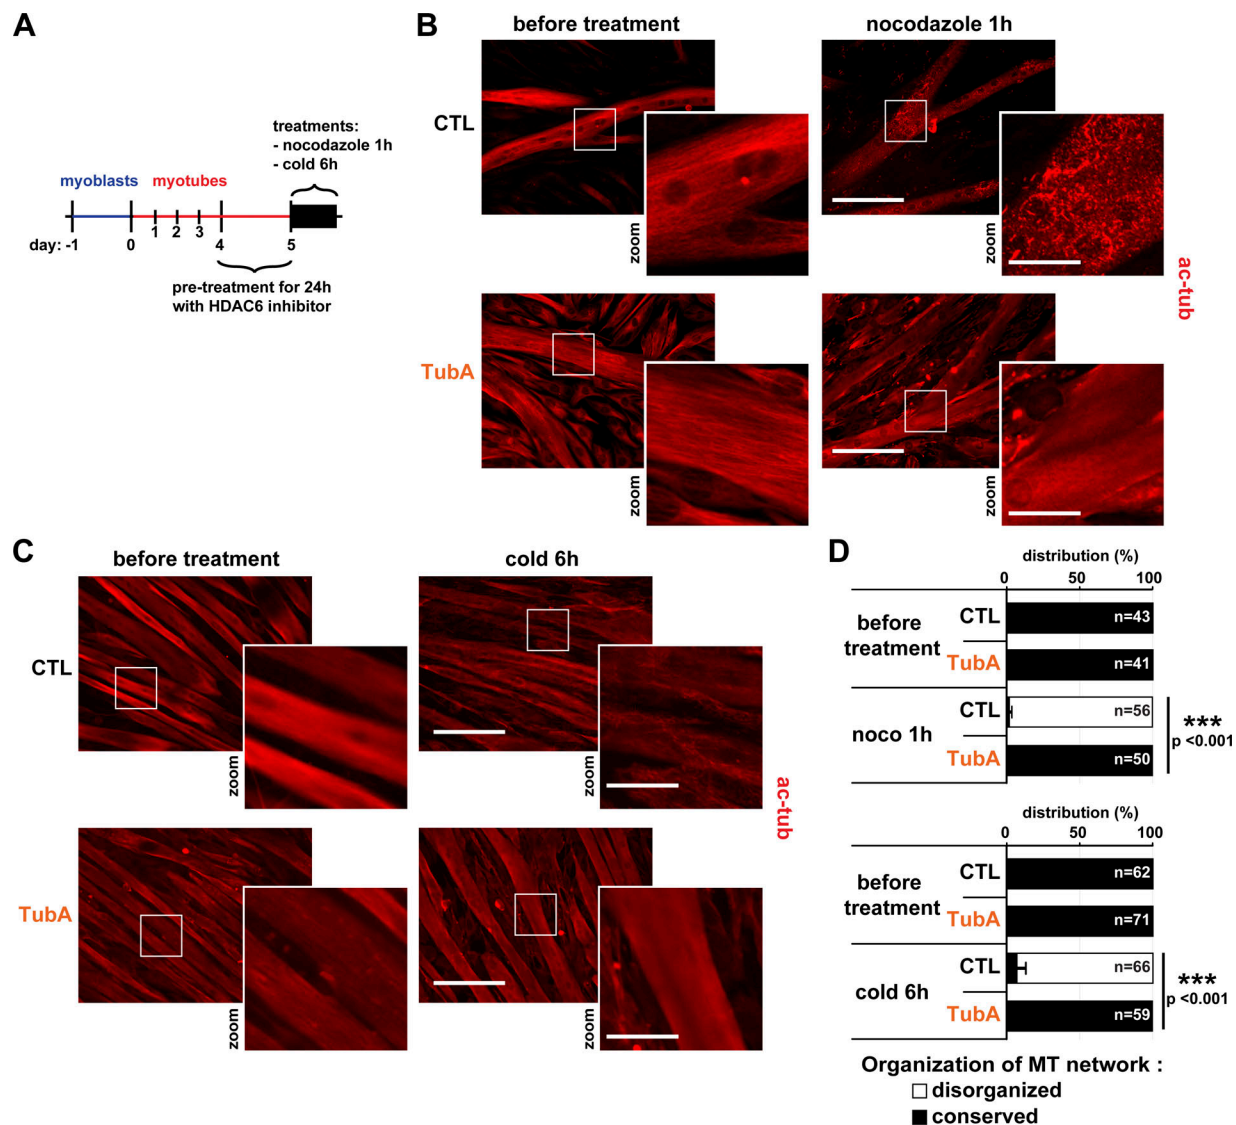 A
treatments:
- nocodazole 1h
- cold 6h
myoblasts myotubes
day: -1 0 1 2 3 4 5
pre-treatment for 24h
with HDAC6 inhibitor
B
before treatment nocodazole 1h
CTL
zoom zoom
TubA
zoom zoom
ac-tub
C
before treatment cold 6h
CTL
zoom zoom
TubA
zoom zoom
ac-tub
D
distribution (%)
0 50 100
before
treatment
CTL n=43
TubA n=41
noco 1h
CTL n=56
TubA n=50
***
p <0.001
distribution (%)
0 50 100
before
treatment
CTL n=62
TubA n=71
cold 6h
CTL n=66
TubA n=59
***
p <0.001
Organization of MT network :
disorganized
conserved